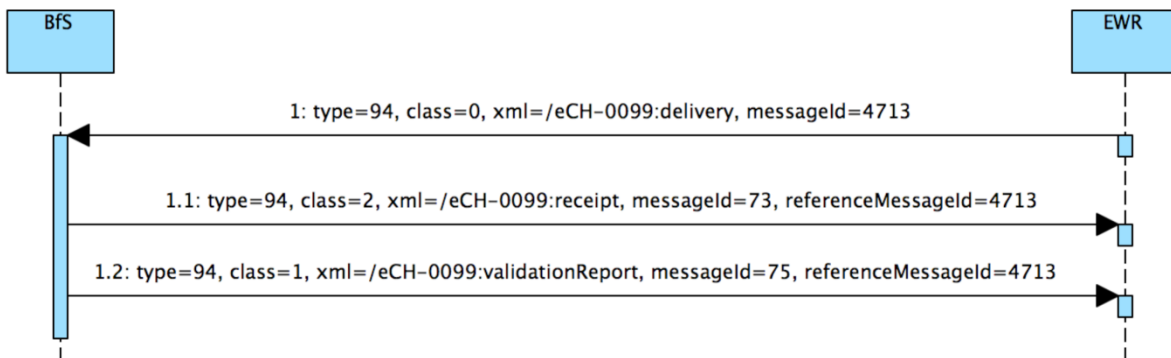 BfS
EWR
1: type=94, class=0, xml=/eCH-0099:delivery, messageId=4713
1.1: type=94, class=2, xml=/eCH-0099:receipt, messageId=73, referenceMessageId=4713
1.2: type=94, class=1, xml=/eCH-0099:validationReport, messageId=75, referenceMessageId=4713